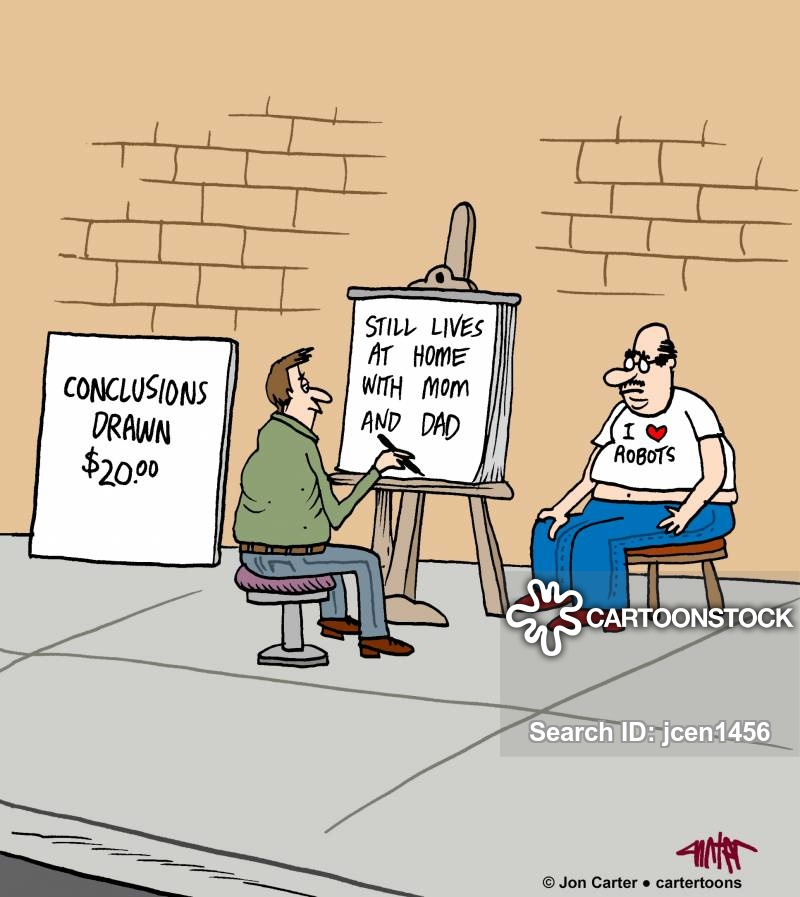 STILL LIVES
AT HOME
WITH MOM
AND DAD
CONCLUSIONS
DRAWN
$20.00
I ♥
ROBOTS
CARTOONSTOCK
Search ID: jcen1456
© Jon Carter ● cartertoons